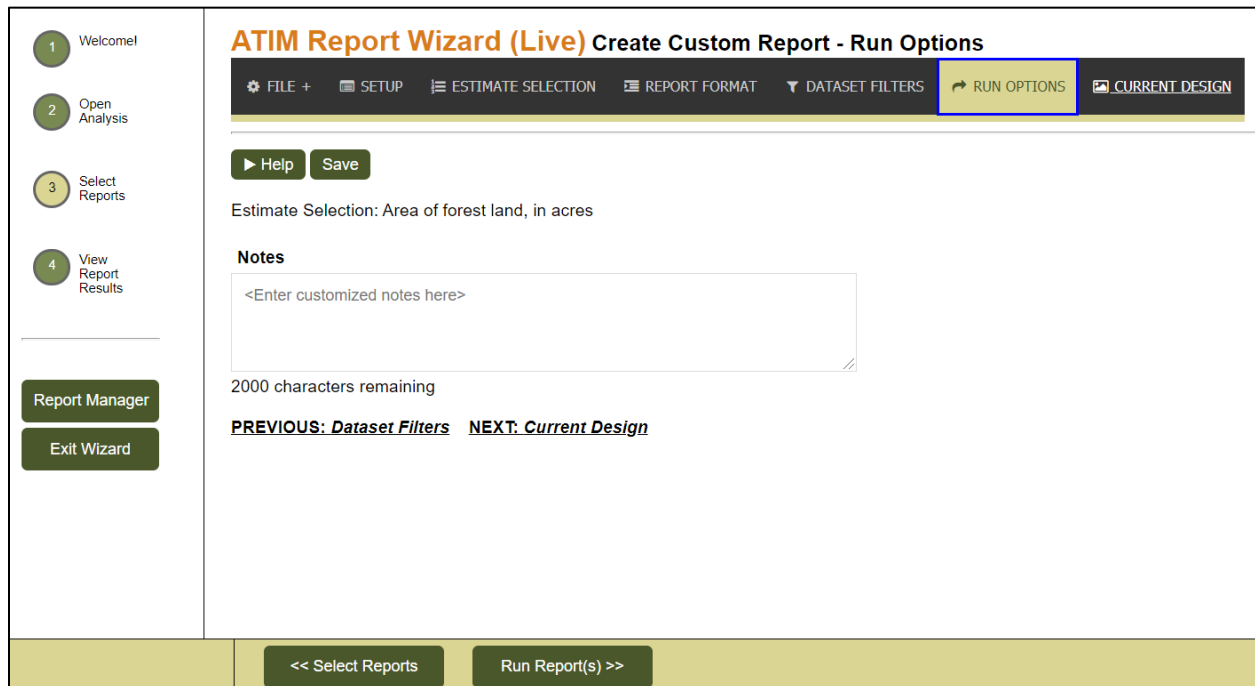 1
Welcome!
2
Open
Analysis
3
Select
Reports
4
View
Report
Results
Report Manager
Exit Wizard
ATIM Report Wizard (Live) Create Custom Report - Run Options
FILE +
SETUP
ESTIMATE SELECTION
REPORT FORMAT
DATASET FILTERS
RUN OPTIONS
CURRENT DESIGN
Help
Save
Estimate Selection: Area of forest land, in acres
Notes
<Enter customized notes here>
2000 characters remaining
PREVIOUS: Dataset Filters NEXT: Current Design
<< Select Reports
Run Report(s) >>